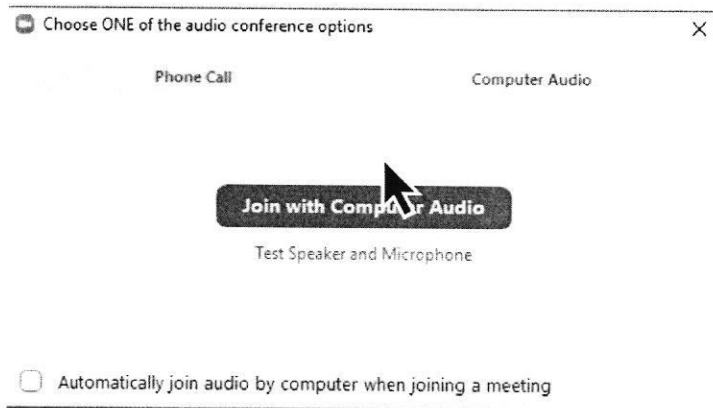 Choose ONE of the audio conference options
Phone Call Computer Audio
Join with Computer Audio
Test Speaker and Microphone
Automatically join audio by computer when joining a meeting